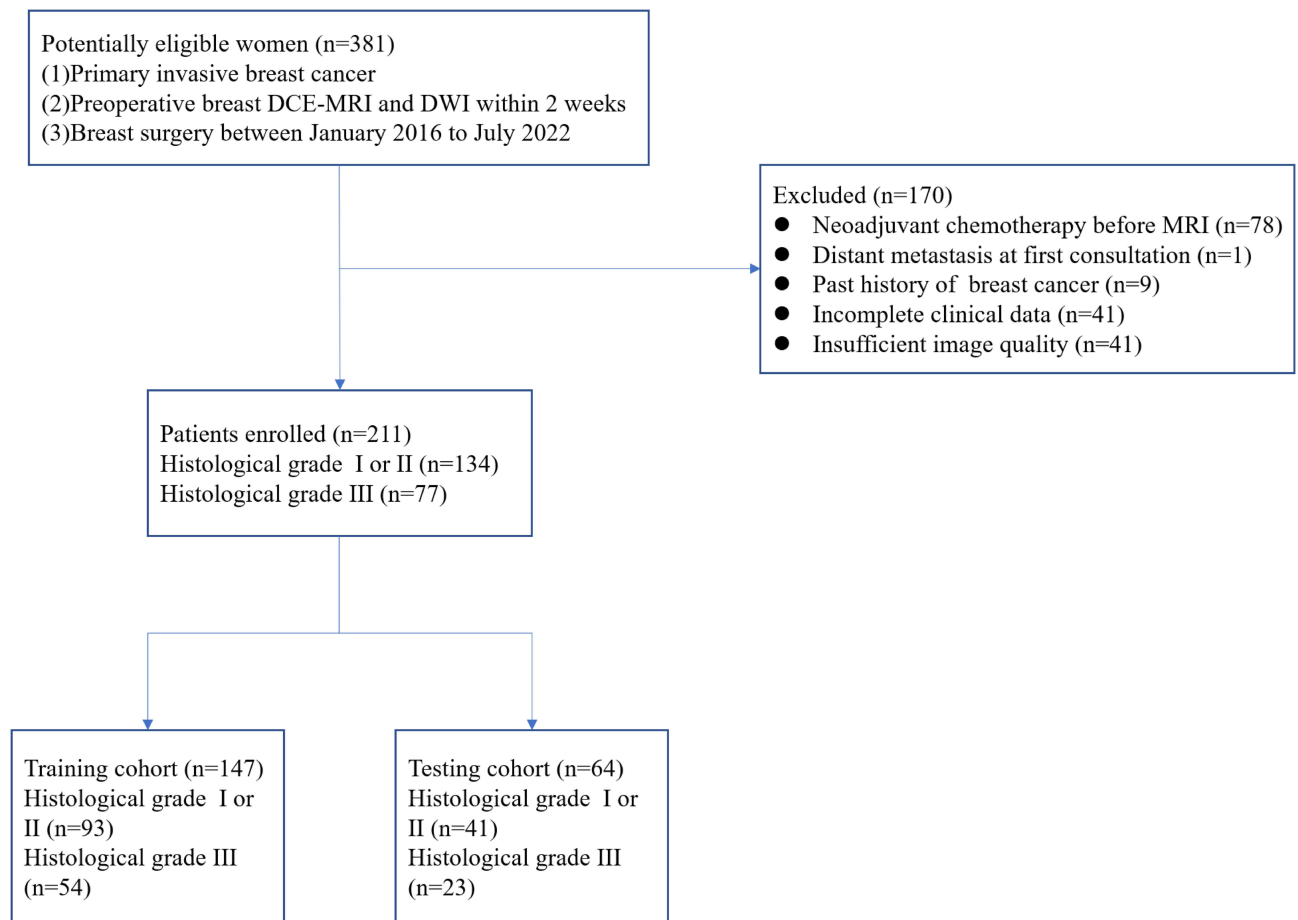 Potentially eligible women (n=381)
(1)Primary invasive breast cancer
(2)Preoperative breast DCE-MRI and DWI within 2 weeks
(3)Breast surgery between January 2016 to July 2022
Excluded (n=170)
● Neoadjuvant chemotherapy before MRI (n=78)
● Distant metastasis at first consultation (n=1)
● Past history of  breast cancer (n=9)
● Incomplete clinical data (n=41)
● Insufficient image quality (n=41)
Patients enrolled (n=211)
Histological grade  I or II (n=134)
Histological grade III (n=77)
Training cohort (n=147)
Histological grade  I or
II (n=93)
Histological grade III
(n=54)
Testing cohort (n=64)
Histological grade  I or
II (n=41)
Histological grade III
(n=23)